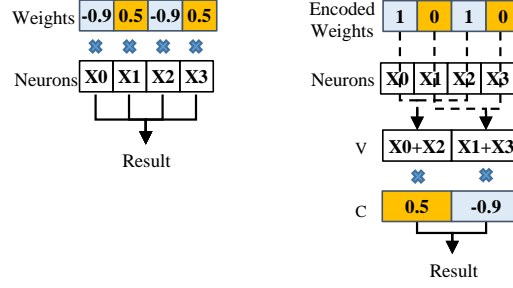 Weights -0.9 0.5 -0.9 0.5
Neurons X0 X1 X2 X3
Result
Encoded
Weights 1 0 1 0
Neurons X0 X1 X2 X3
V X0+X2 X1+X3
C 0.5 -0.9
Result